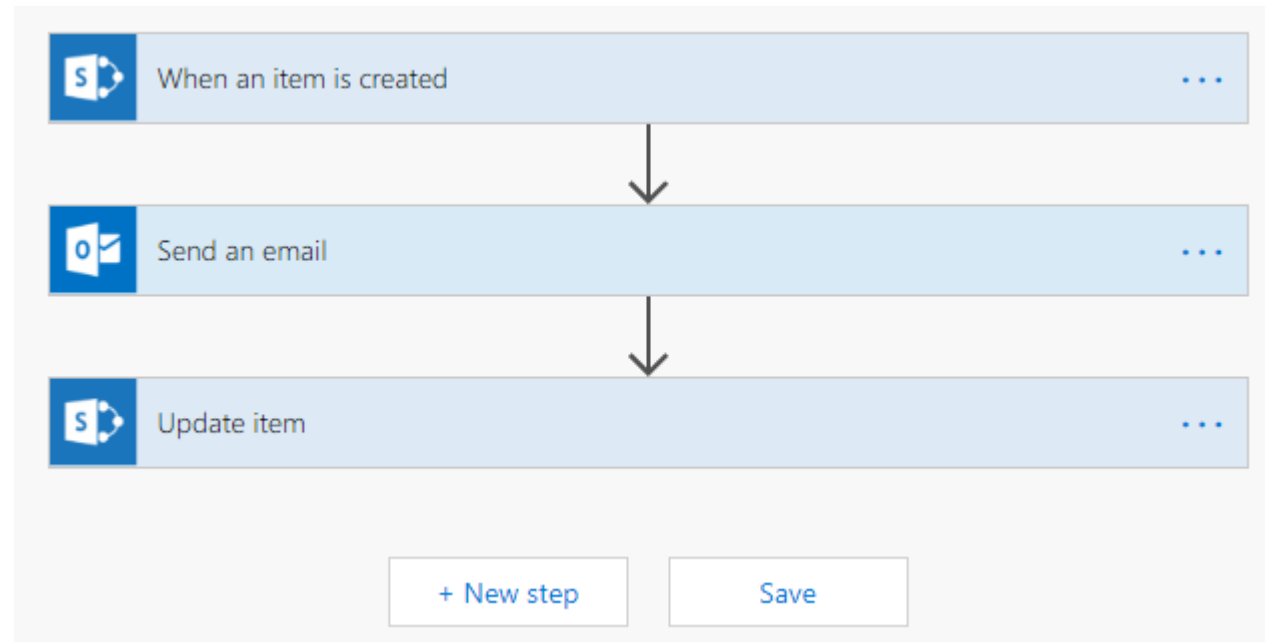 S
When an item is created
...
o
Send an email
...
S
Update item
...
+ New step
Save